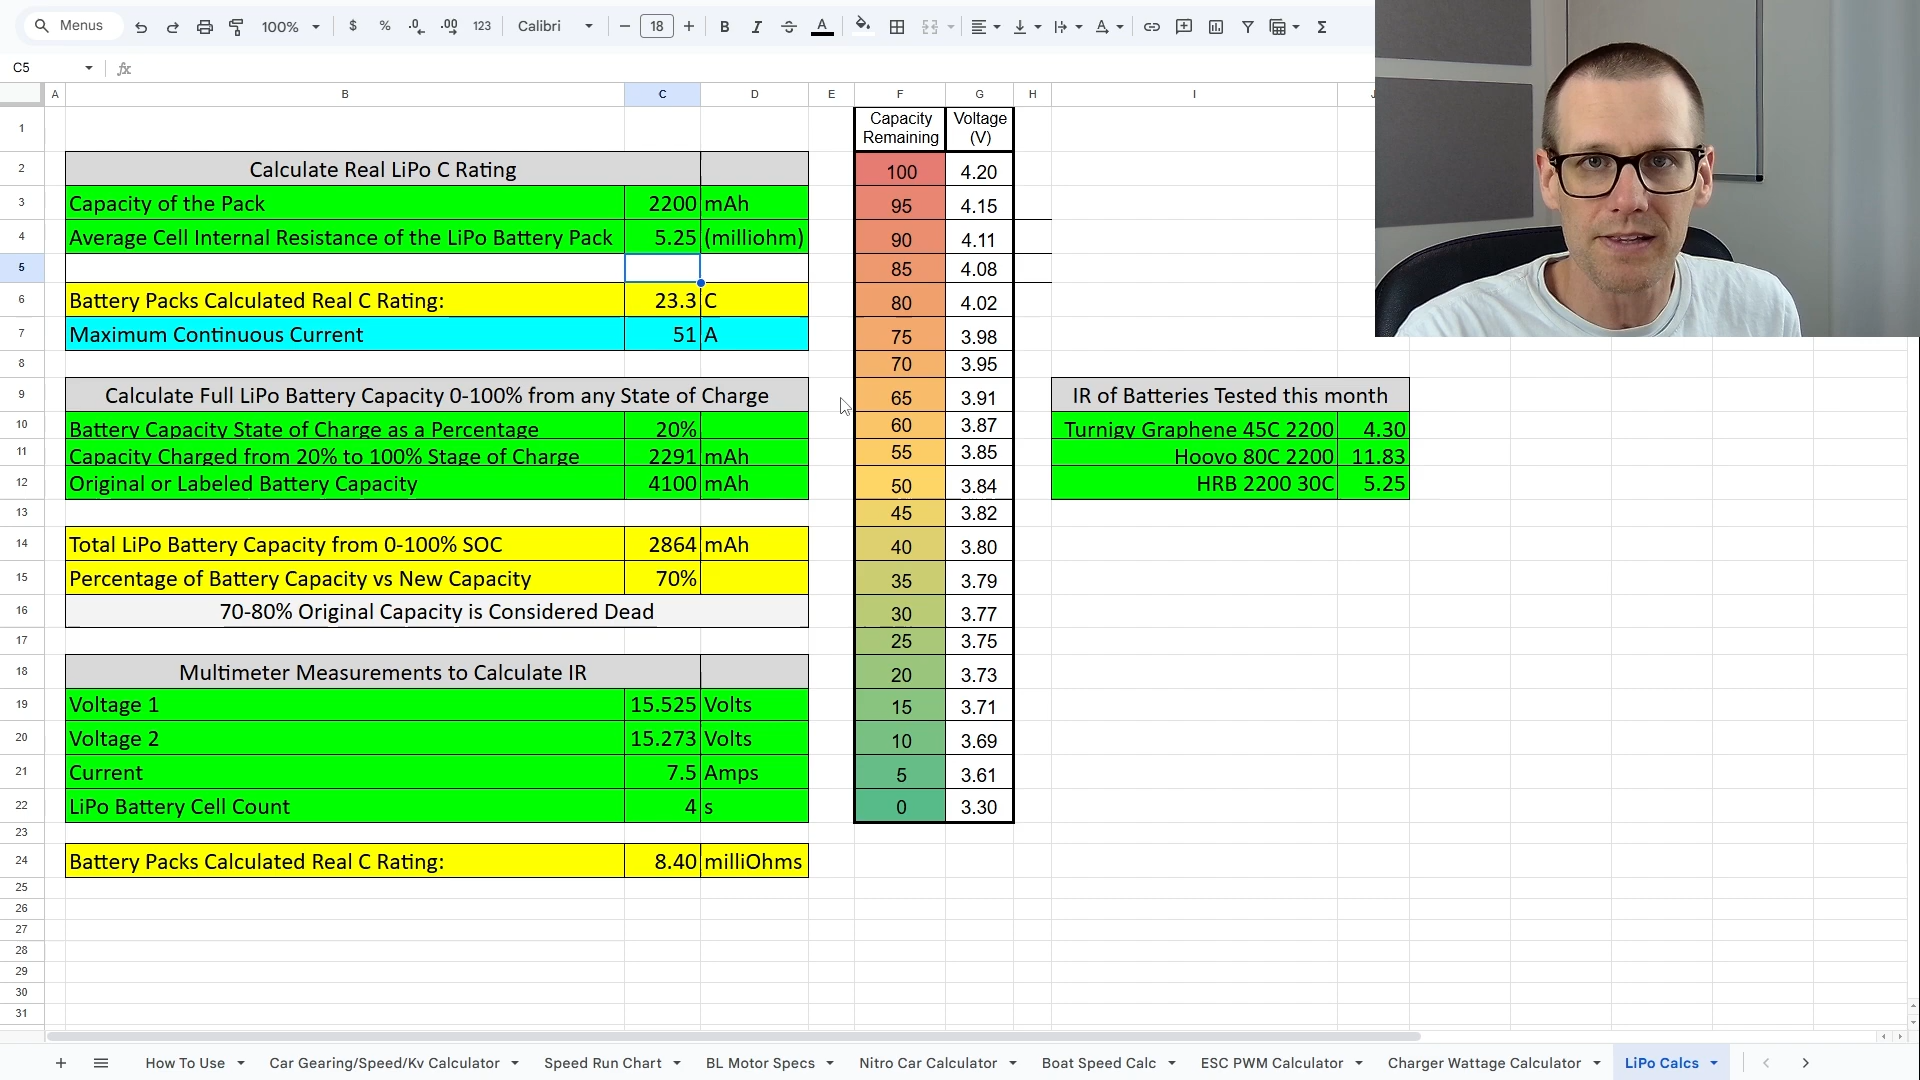 Menus
100%
$
%
.0
.00
123
Calibri
18
B
I
S
A
Σ
C5
fx
A B C D E F G H I J
1 Capacity Remaining Voltage (V)
2 Calculate Real LiPo C Rating 100 4.20
3 Capacity of the Pack 2200 mAh 95 4.15
4 Average Cell Internal Resistance of the LiPo Battery Pack 5.25 (milliohm) 90 4.11
5 85 4.08
6 Battery Packs Calculated Real C Rating: 23.3 C 80 4.02
7 Maximum Continuous Current 51 A 75 3.98
8 70 3.95
9 Calculate Full LiPo Battery Capacity 0-100% from any State of Charge 65 3.91 IR of Batteries Tested this month
10 Battery Capacity State of Charge as a Percentage 20% 60 3.87 Turnigy Graphene 45C 2200 4.30
11 Capacity Charged from 20% to 100% Stage of Charge 2291 mAh 55 3.85 Hoovo 80C 2200 11.83
12 Original or Labeled Battery Capacity 4100 mAh 50 3.84 HRB 2200 30C 5.25
13 45 3.82
14 Total LiPo Battery Capacity from 0-100% SOC 2864 mAh 40 3.80
15 Percentage of Battery Capacity vs New Capacity 70% 35 3.79
16 70-80% Original Capacity is Considered Dead 30 3.77
17 25 3.75
18 Multimeter Measurements to Calculate IR 20 3.73
19 Voltage 1 15.525 Volts 15 3.71
20 Voltage 2 15.273 Volts 10 3.69
21 Current 7.5 Amps 5 3.61
22 LiPo Battery Cell Count 4 s 0 3.30
23
24 Battery Packs Calculated Real C Rating: 8.40 milliOhms
25
26
27
28
29
30
31
How To Use Car Gearing/Speed/Kv Calculator Speed Run Chart BL Motor Specs Nitro Car Calculator Boat Speed Calc ESC PWM Calculator Charger Wattage Calculator LiPo Calcs